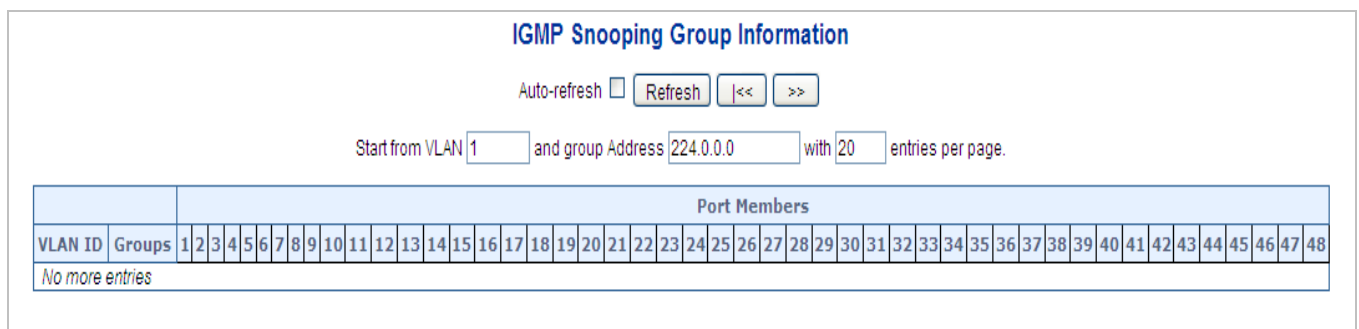 IGMP Snooping Group Information
Auto-refresh Refresh |<< >>
Start from VLAN 1 and group Address 224.0.0.0 with 20 entries per page.
Port Members
VLAN ID Groups 1 2 3 4 5 6 7 8 9 10 11 12 13 14 15 16 17 18 19 20 21 22 23 24 25 26 27 28 29 30 31 32 33 34 35 36 37 38 39 40 41 42 43 44 45 46 47 48
No more entries